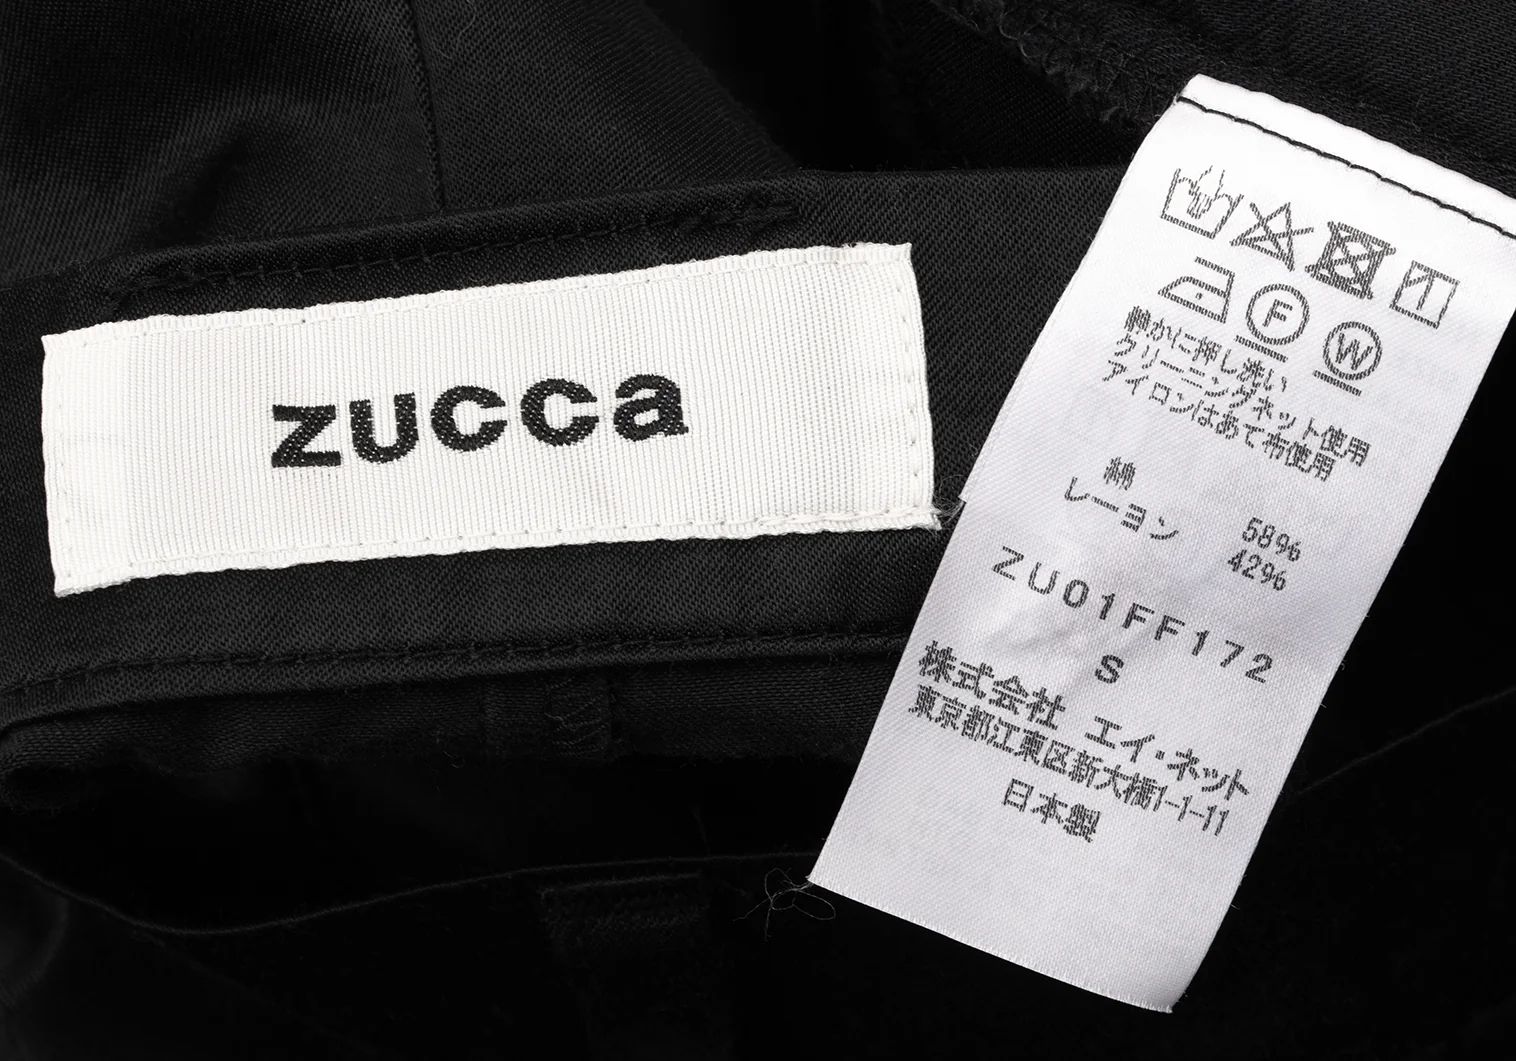 zucca
F
W
静かに押し洗い
クリーニングネット使用
アイロンはあて布使用
綿 58%
レーヨン 42%
ZU01FF172
S
株式会社 エイ・ネット
東京都江東区新大橋1-1-11
日本製